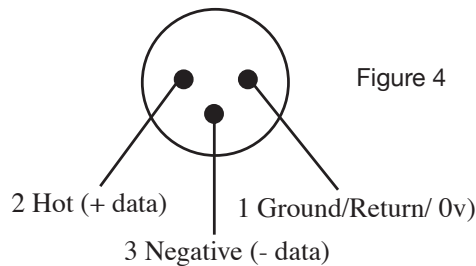 Figure 4
2 Hot (+ data)
1 Ground/Return/ 0v)
3 Negative (- data)